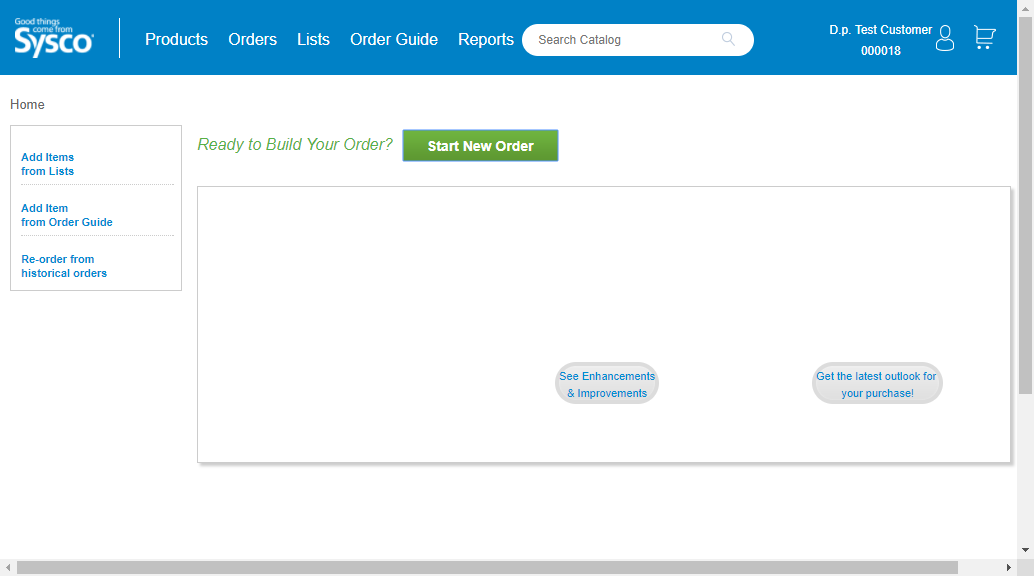 Good things
come from
Sysco
Products
Orders
Lists
Order Guide
Reports
Search Catalog
D.p. Test Customer
000018
Home
Add Items
from Lists
Add Item
from Order Guide
Re-order from
historical orders
Ready to Build Your Order?
Start New Order
See Enhancements
& Improvements
Get the latest outlook for
your purchase!